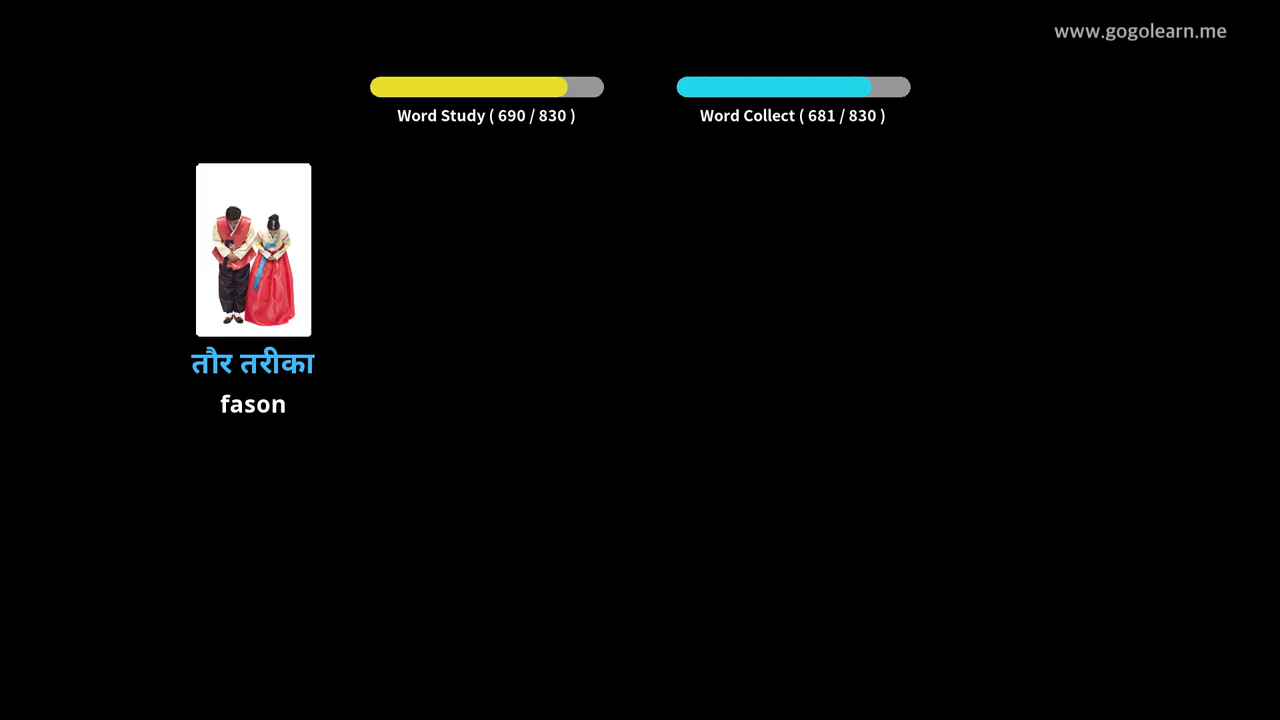 www.gogolearn.me
Word Study ( 690 / 830 )
Word Collect ( 681 / 830 )
तौर तरीका
fason